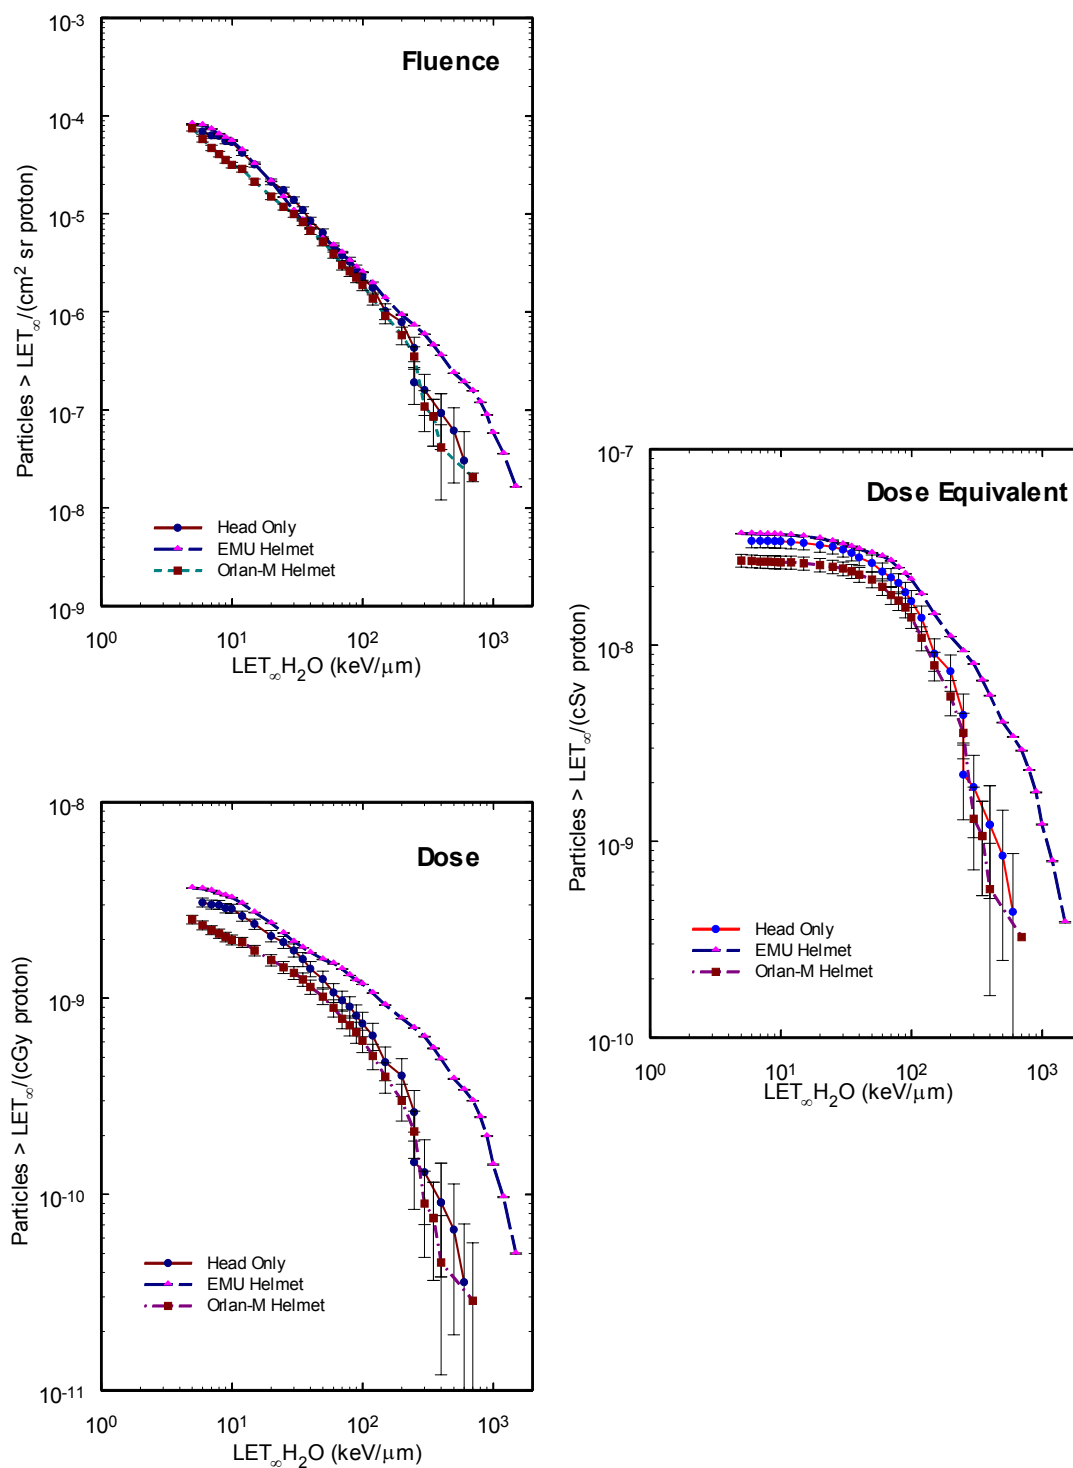 Fluence
Particles > LET∞/(cm² sr proton)
10⁻³
10⁻⁴
10⁻⁵
10⁻⁶
10⁻⁷
10⁻⁸
10⁻⁹
Head Only
EMU Helmet
Orlan-M Helmet
10⁰ 10¹ 10² 10³
LET∞H₂O (keV/μm)
Dose Equivalent
Particles > LET∞/(cSv proton)
10⁻⁷
10⁻⁸
10⁻⁹
10⁻¹⁰
Head Only
EMU Helmet
Orlan-M Helmet
10⁰ 10¹ 10² 10³
LET∞H₂O (keV/μm)
Dose
Particles > LET∞/(cGy proton)
10⁻⁸
10⁻⁹
10⁻¹⁰
10⁻¹¹
Head Only
EMU Helmet
Orlan-M Helmet
10⁰ 10¹ 10² 10³
LET∞H₂O (keV/μm)